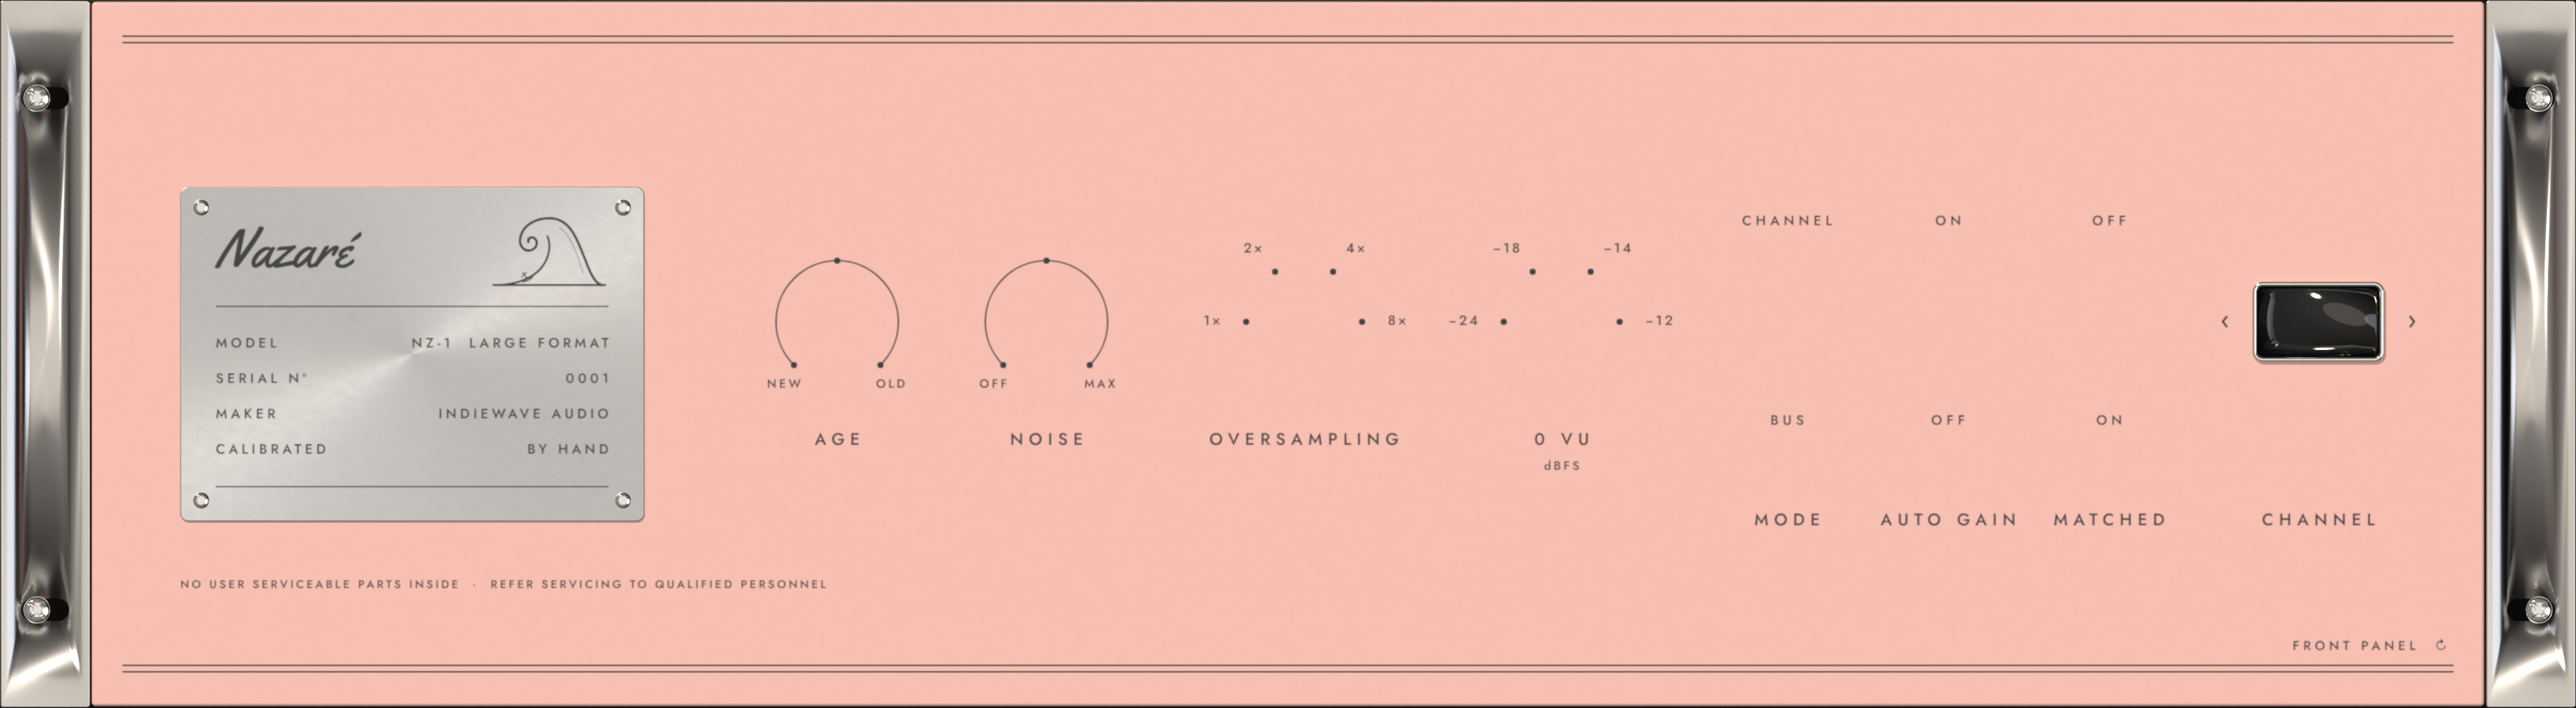 Nazaré
MODEL NZ-1 LARGE FORMAT
SERIAL N° 0001
MAKER INDIEWAVE AUDIO
CALIBRATED BY HAND
NO USER SERVICEABLE PARTS INSIDE · REFER SERVICING TO QUALIFIED PERSONNEL
NEW OLD
AGE
OFF MAX
NOISE
2× 4×
1× 8×
OVERSAMPLING
-18 -14
-24 -12
0 VU
dBFS
CHANNEL ON OFF
BUS OFF ON
MODE AUTO GAIN MATCHED
‹ ›
CHANNEL
FRONT PANEL ↻